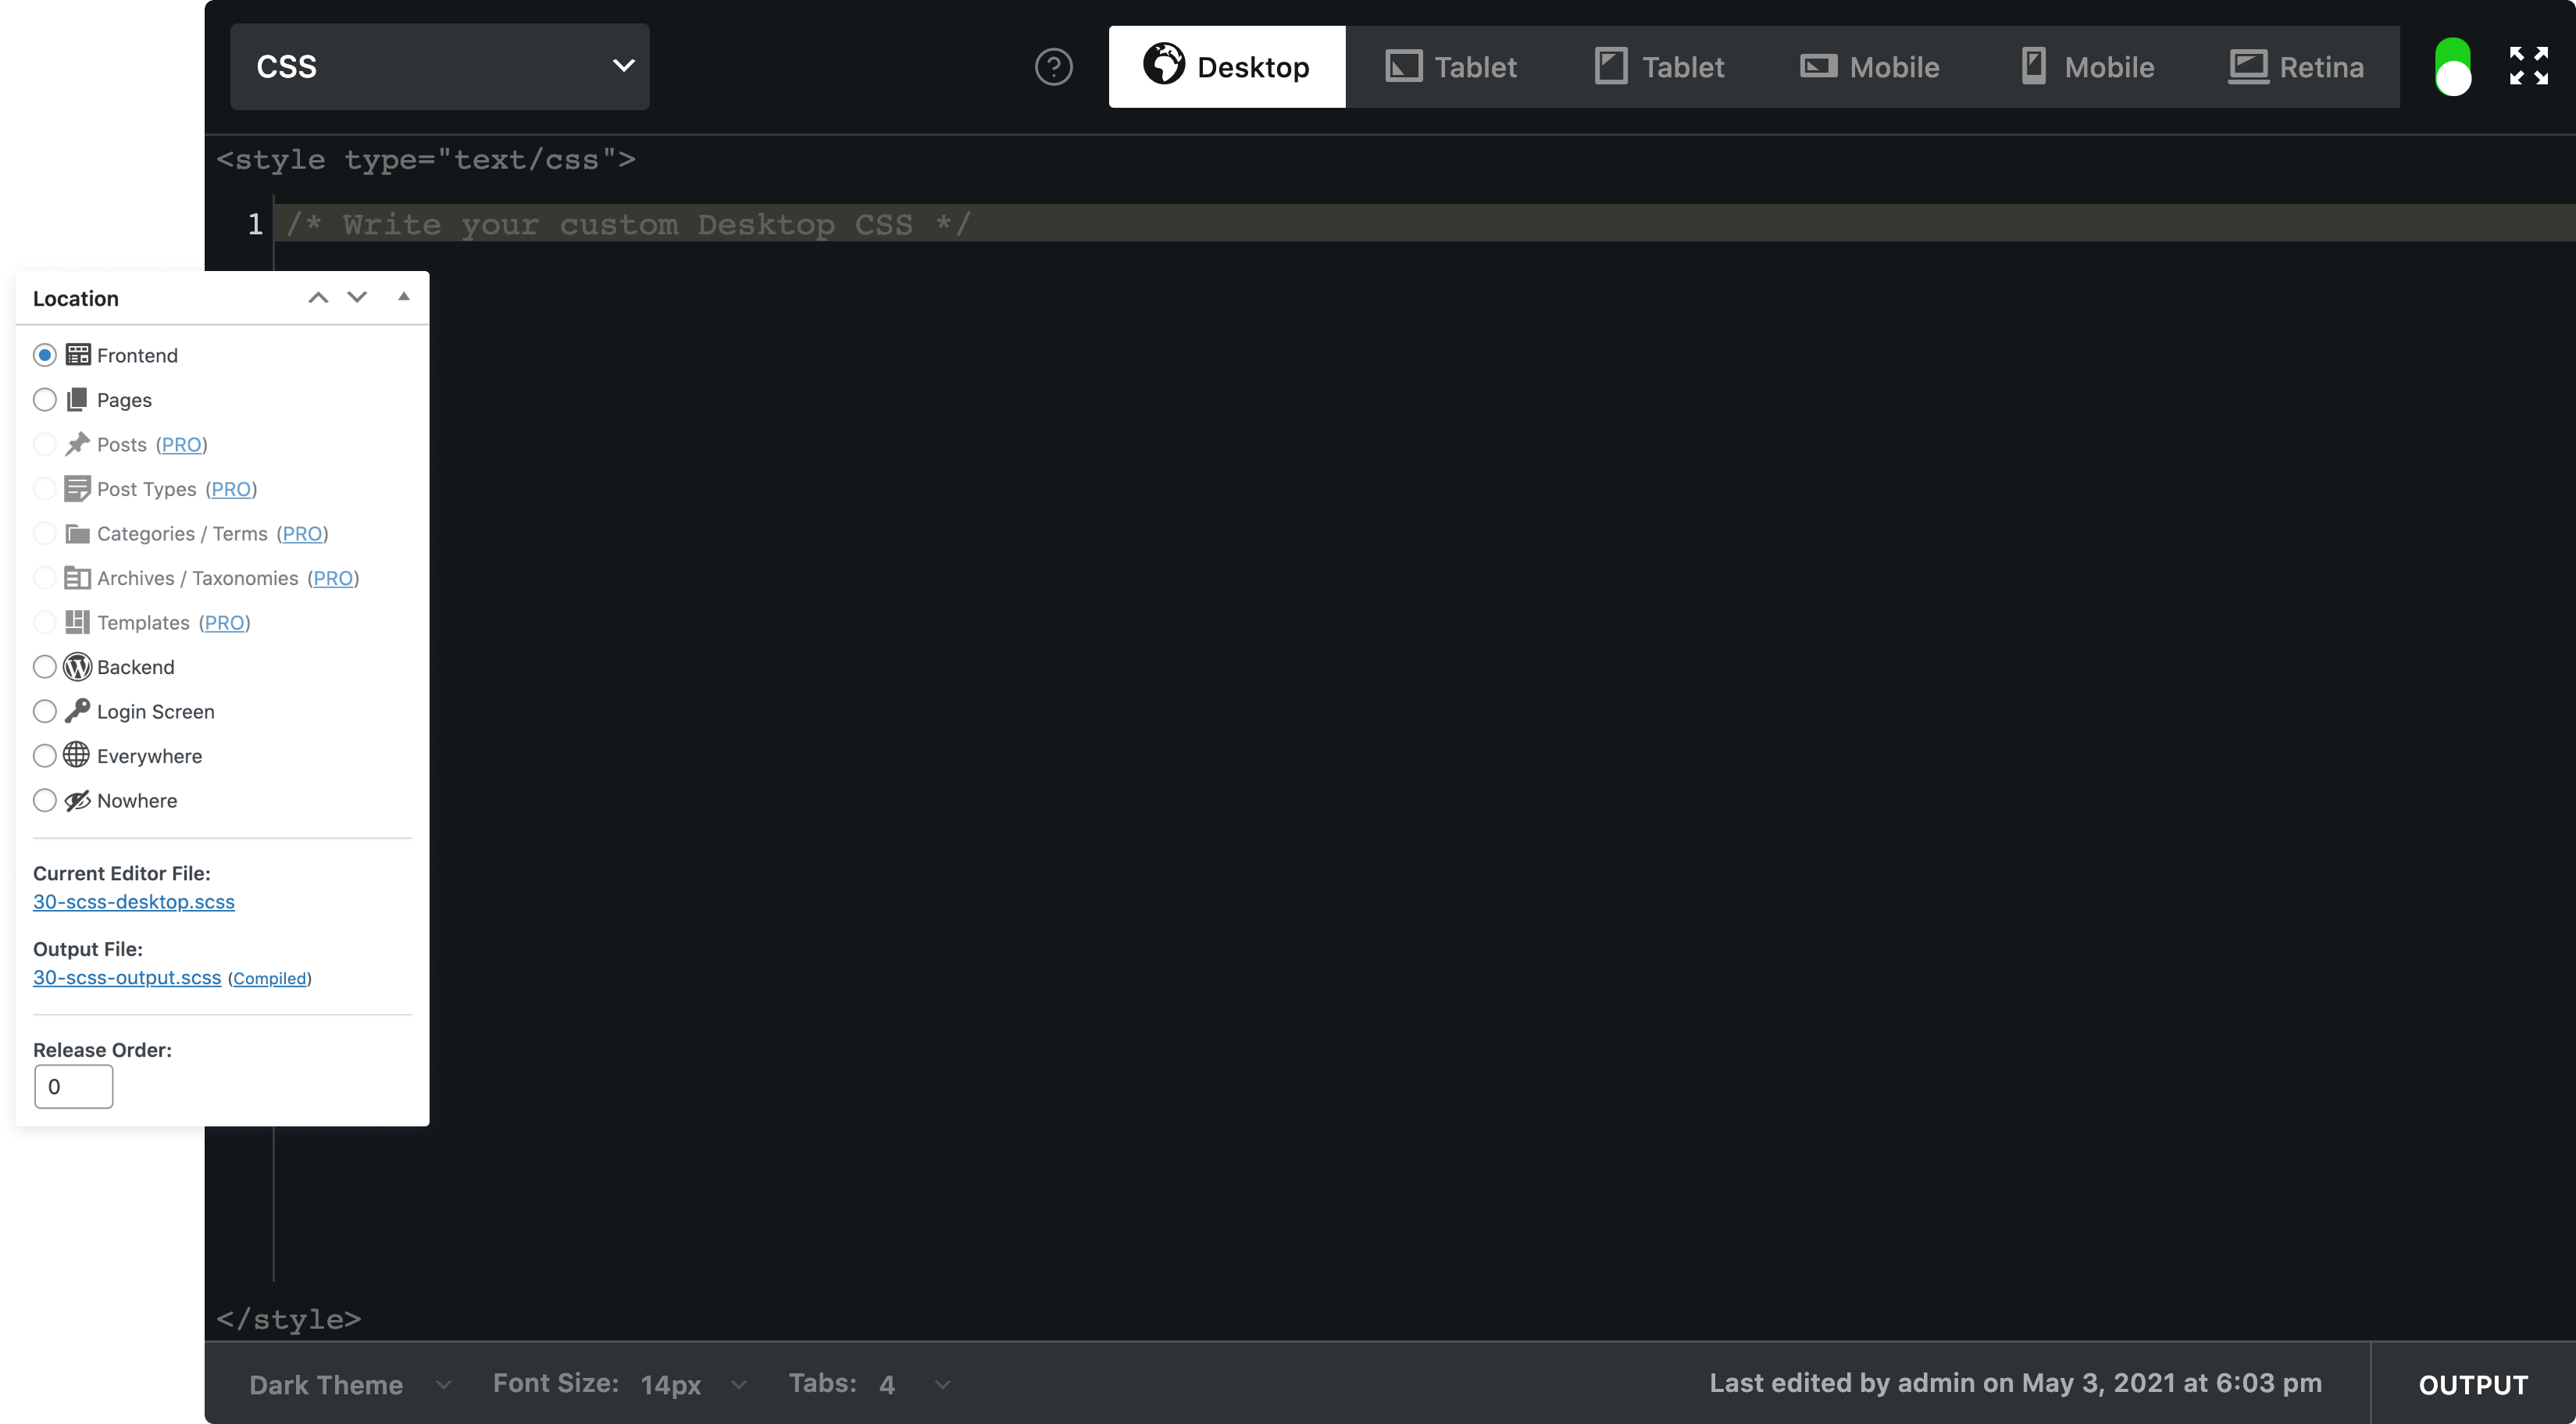 CSS
? Desktop Tablet Tablet Mobile Mobile Retina
<style type="text/css">
1 /* Write your custom Desktop CSS */
Location
Frontend
Pages
Posts (PRO)
Post Types (PRO)
Categories / Terms (PRO)
Archives / Taxonomies (PRO)
Templates (PRO)
Backend
Login Screen
Everywhere
Nowhere
Current Editor File:
30-scss-desktop.scss
Output File:
30-scss-output.scss (Compiled)
Release Order:
0
</style>
Dark Theme Font Size: 14px Tabs: 4 Last edited by admin on May 3, 2021 at 6:03 pm OUTPUT